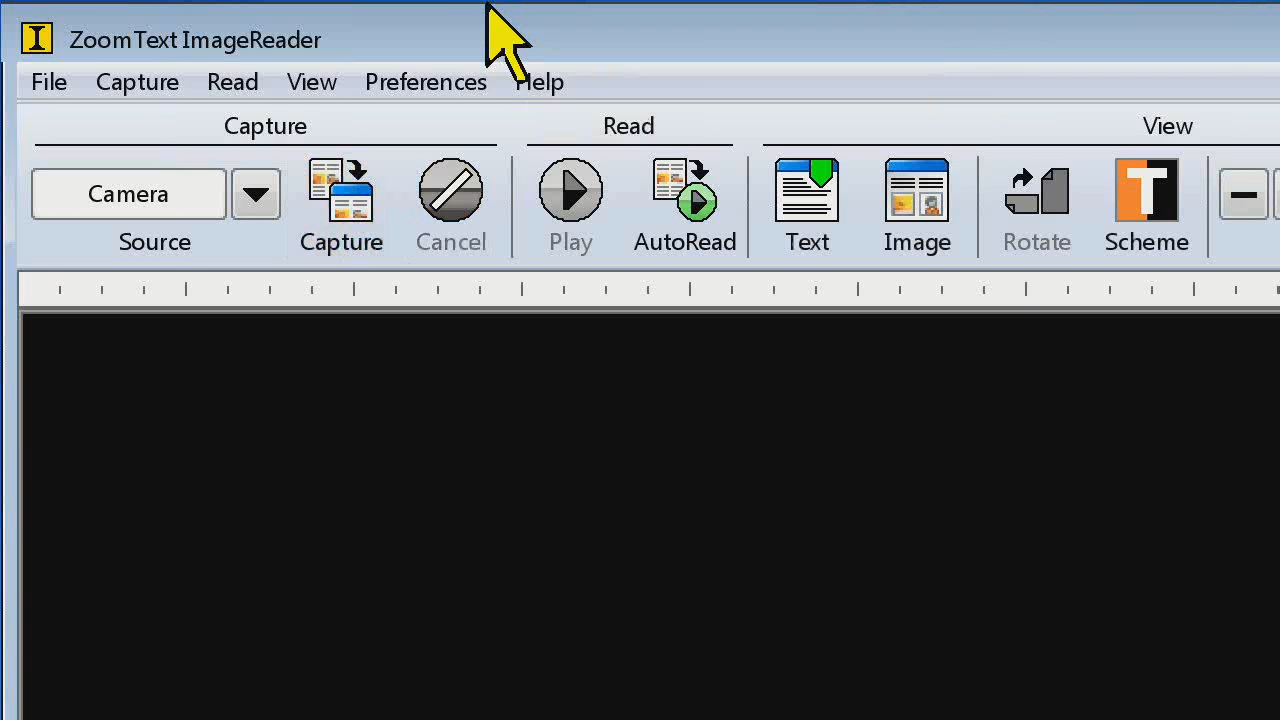 ZoomText ImageReader
File Capture Read View Preferences Help
Capture Read View
Camera
Source Capture Cancel Play AutoRead Text Image Rotate Scheme